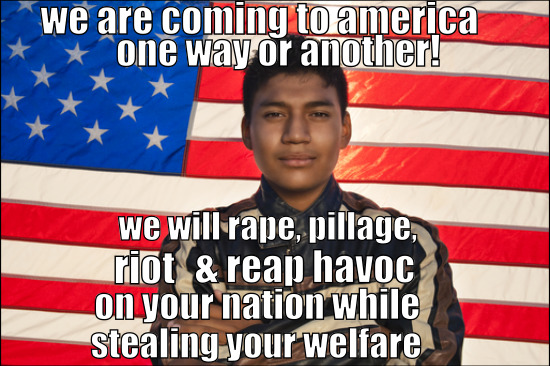 we are coming to america
one way or another!
we will rape, pillage,
riot & reap havoc
on your nation while
stealing your welfare